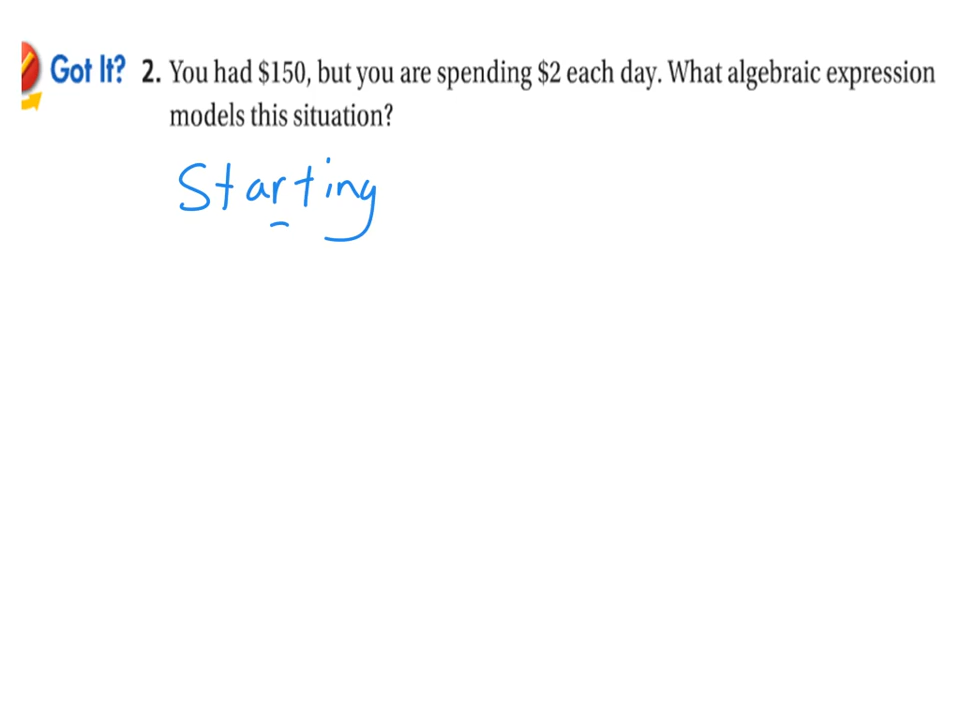 Got It? 2. You had $150, but you are spending $2 each day. What algebraic expression
models this situation?
Starting